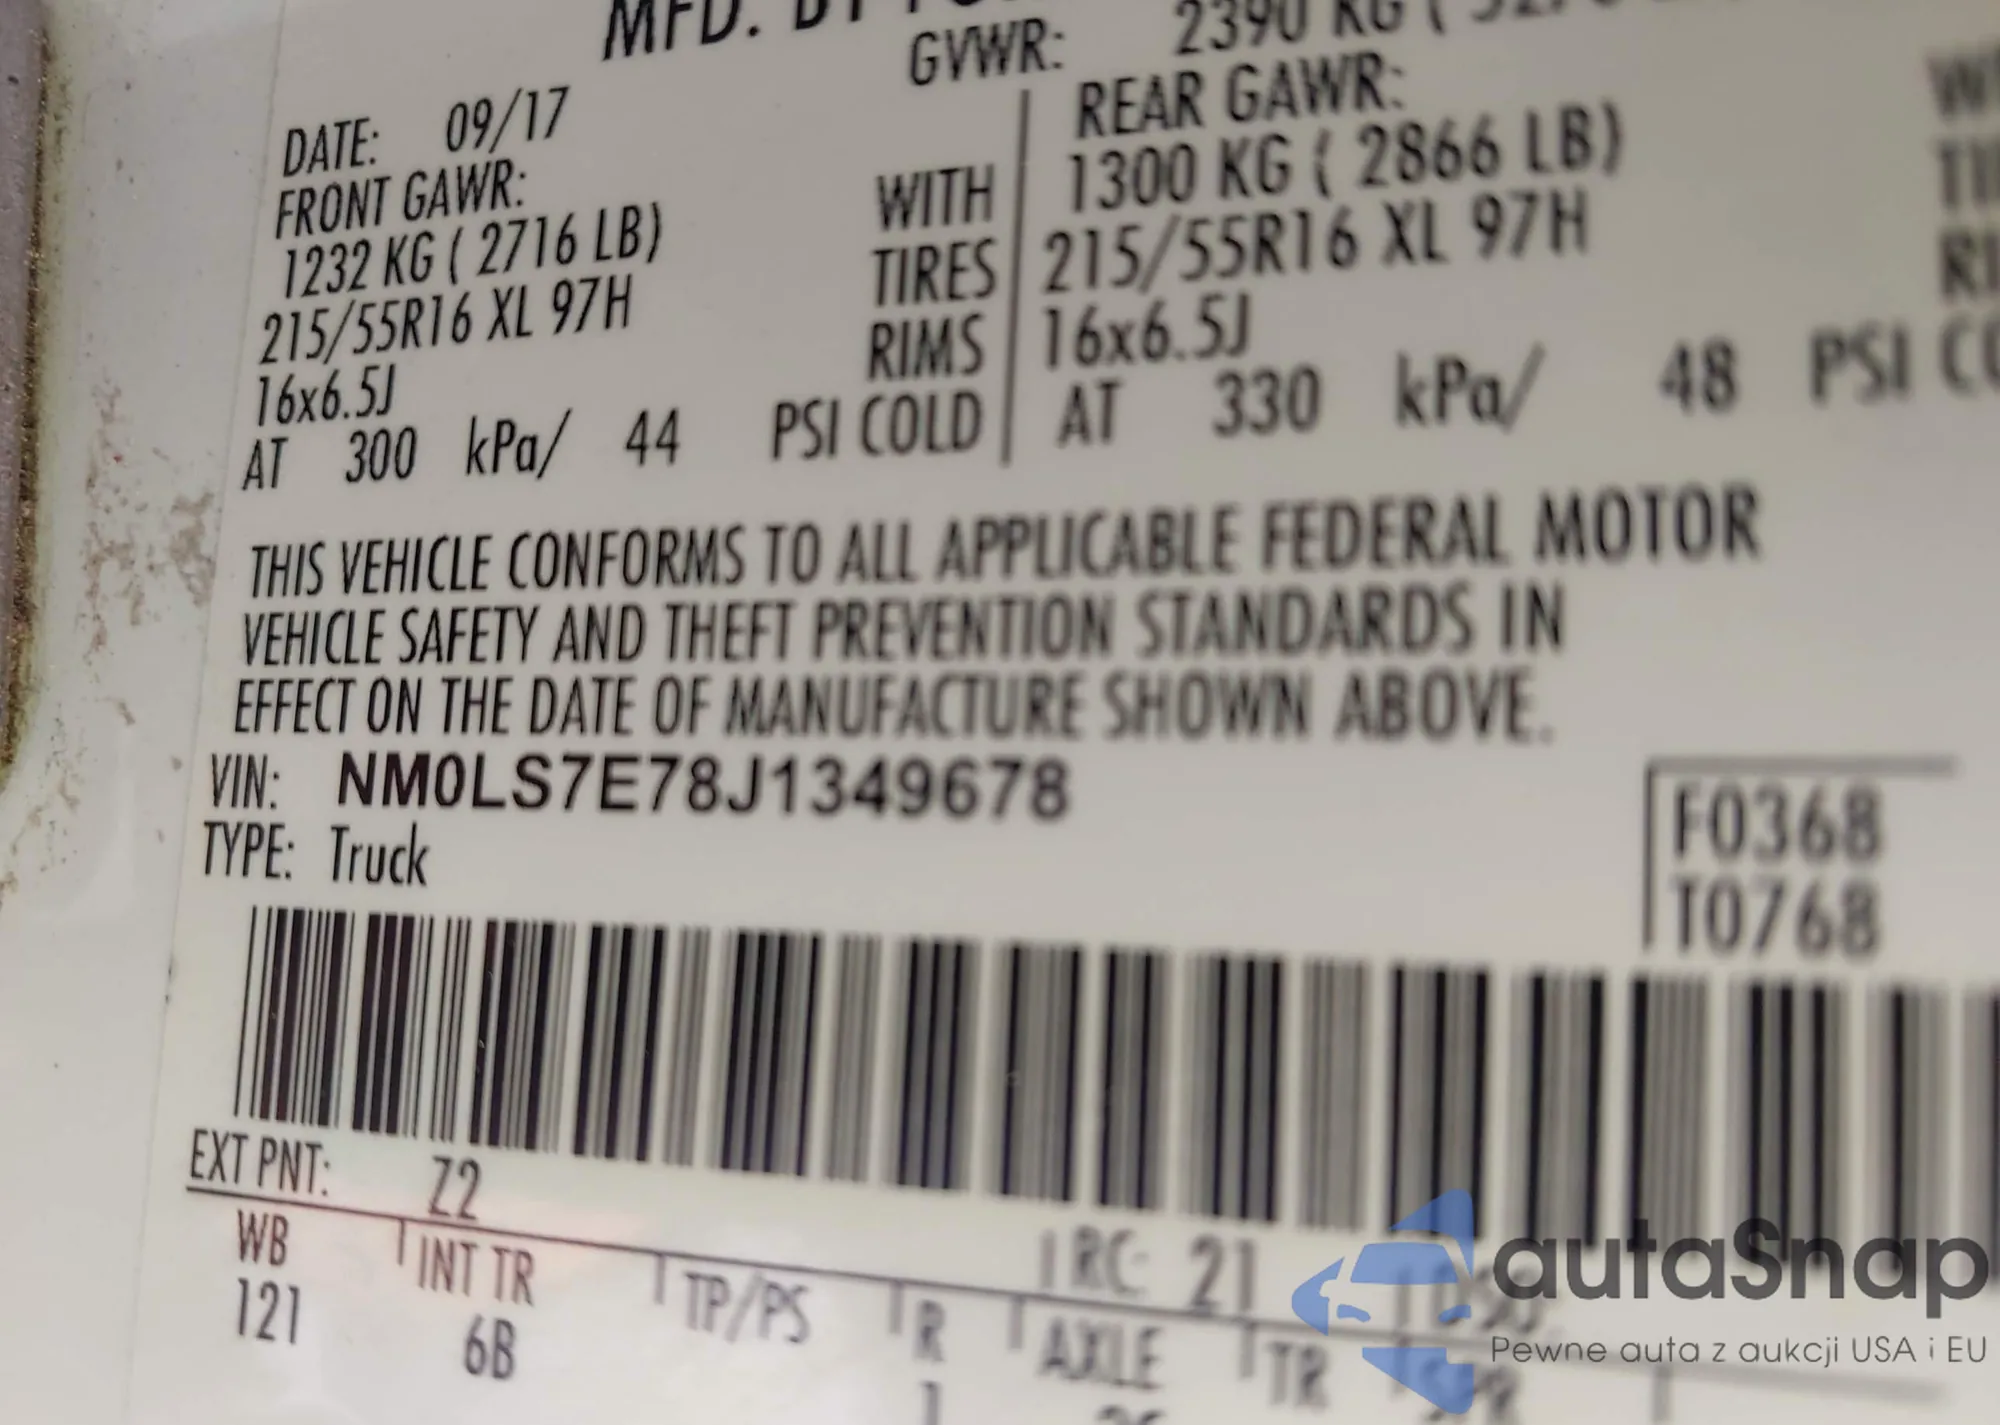 MFD. BY
GVWR: 2390 KG (
DATE: 09/17
FRONT GAWR:
1232 KG ( 2716 LB)
215/55R16 XL 97H
16x6.5J
AT 300 kPa/ 44 PSI COLD
WITH
TIRES
RIMS
REAR GAWR:
1300 KG ( 2866 LB)
215/55R16 XL 97H
16x6.5J
AT 330 kPa/ 48 PSI
THIS VEHICLE CONFORMS TO ALL APPLICABLE FEDERAL MOTOR
VEHICLE SAFETY AND THEFT PREVENTION STANDARDS IN
EFFECT ON THE DATE OF MANUFACTURE SHOWN ABOVE.
VIN: NM0LS7E78J1349678
TYPE: Truck
F0368
T0768
EXT PNT: Z2
RC: 21
WB INT TR TP/PS R AXLE TR
121 6B
autaSnap
Pewne auta z aukcji USA i EU